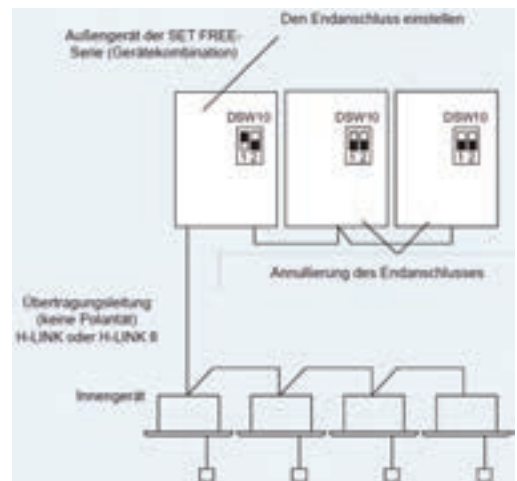 Den Endanschluss einstellen
Außengerät der SET FREE-
Serie (Gerätekombination)
DSW10
1 2
DSW10
1 2
DSW10
1 2
Annullierung des Endanschlusses
Übertragungsleitung
(keine Polarität)
H-LINK oder H-LINK II
Innengerät